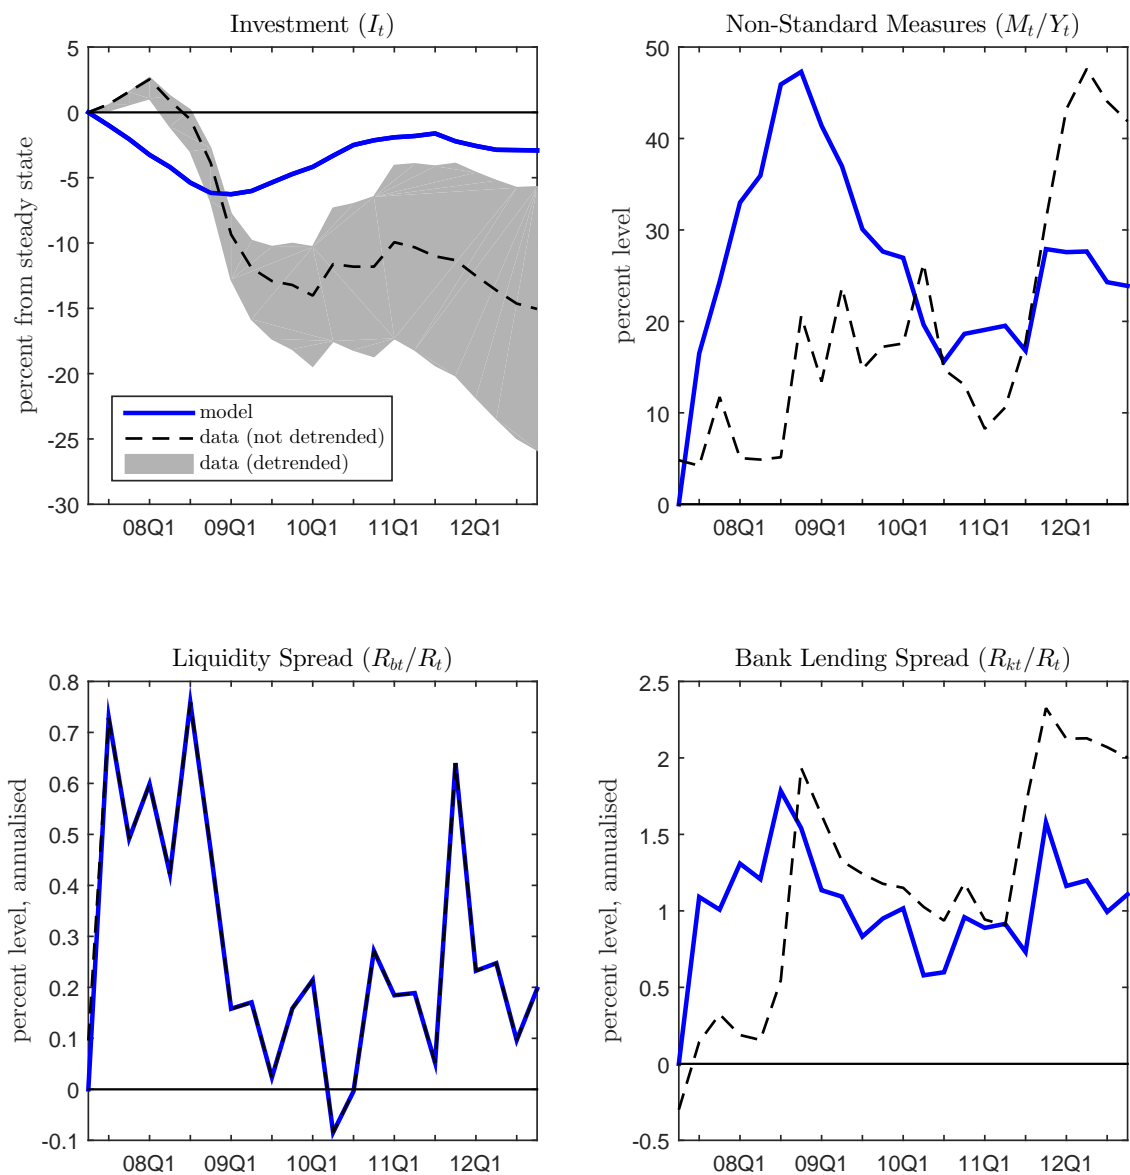 Investment (I_t)
percent from steady state
5
0
-5
-10
-15
-20
-25
-30
model
data (not detrended)
data (detrended)
08Q1 09Q1 10Q1 11Q1 12Q1
Non-Standard Measures (M_t/Y_t)
percent level
50
40
30
20
10
0
08Q1 09Q1 10Q1 11Q1 12Q1
Liquidity Spread (R_{bt}/R_t)
percent level, annualised
0.8
0.7
0.6
0.5
0.4
0.3
0.2
0.1
0
-0.1
08Q1 09Q1 10Q1 11Q1 12Q1
Bank Lending Spread (R_{kt}/R_t)
percent level, annualised
2.5
2
1.5
1
0.5
0
-0.5
08Q1 09Q1 10Q1 11Q1 12Q1